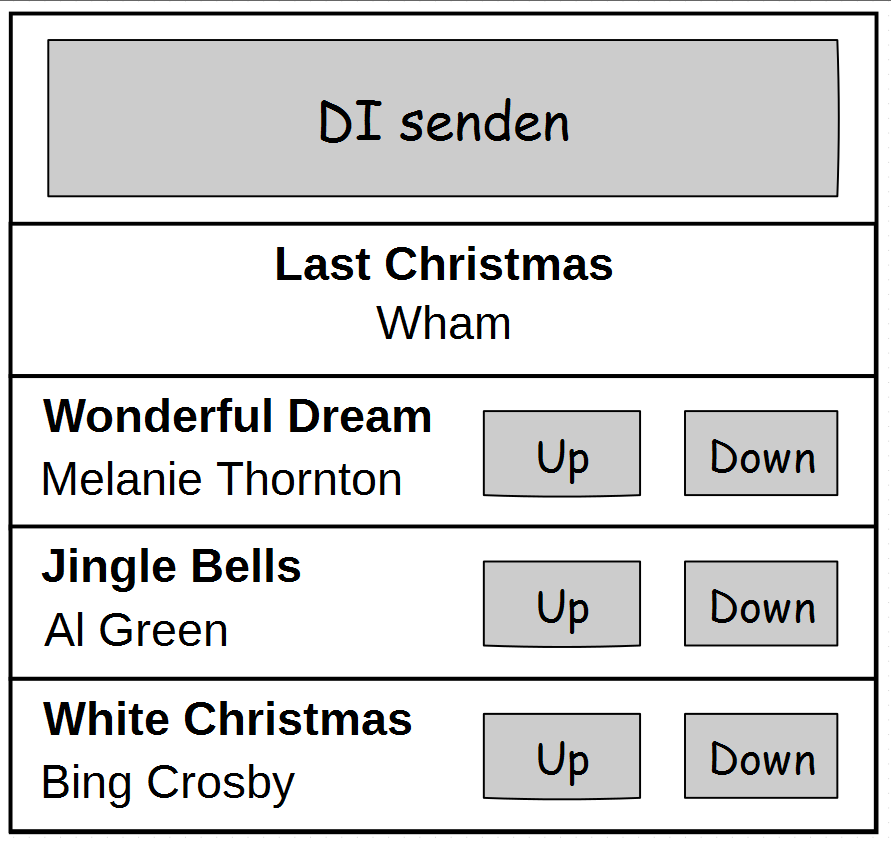 DI senden
Last Christmas
Wham
Wonderful Dream
Melanie Thornton
Up
Down
Jingle Bells
Al Green
Up
Down
White Christmas
Bing Crosby
Up
Down